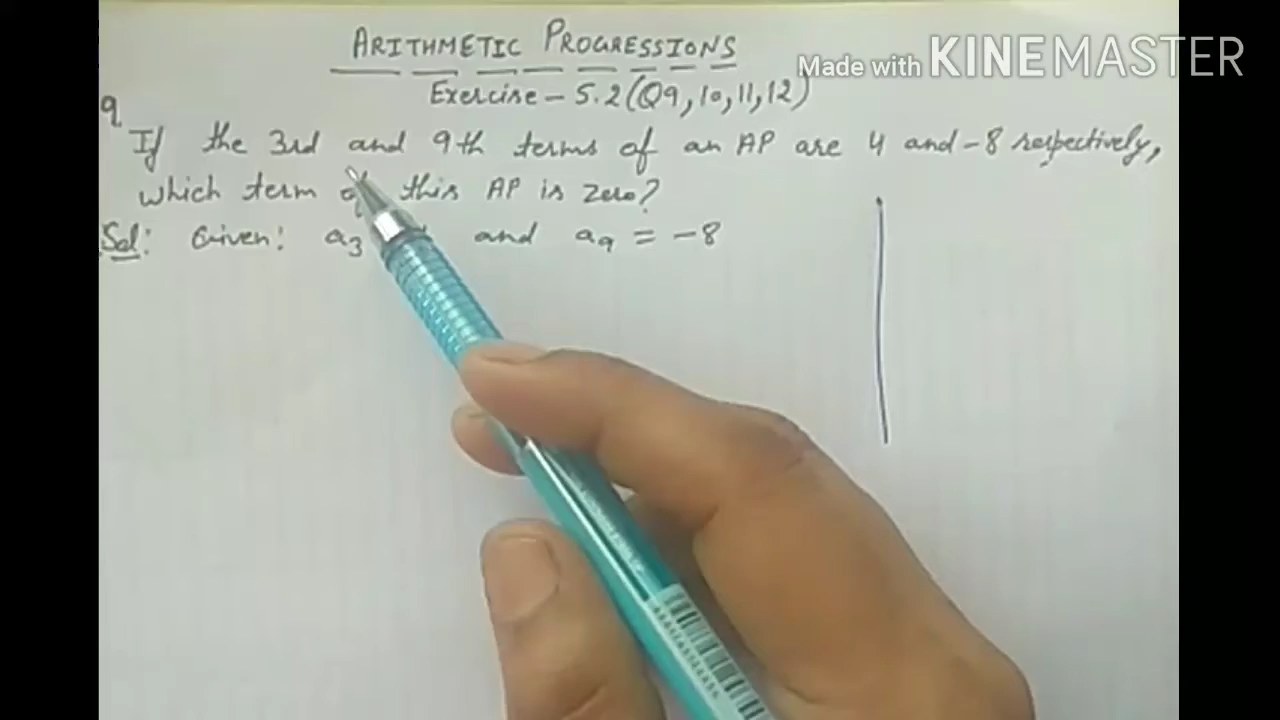 ARITHMETIC PROGRESSIONS
Made with KINEMASTER
Exercise - 5.2 (Q9, 10, 11, 12)
9
If the 3rd and 9th terms of an AP are 4 and -8 respectively,
which term of this AP is zero?
Sol: Given: a3 and a9 = -8